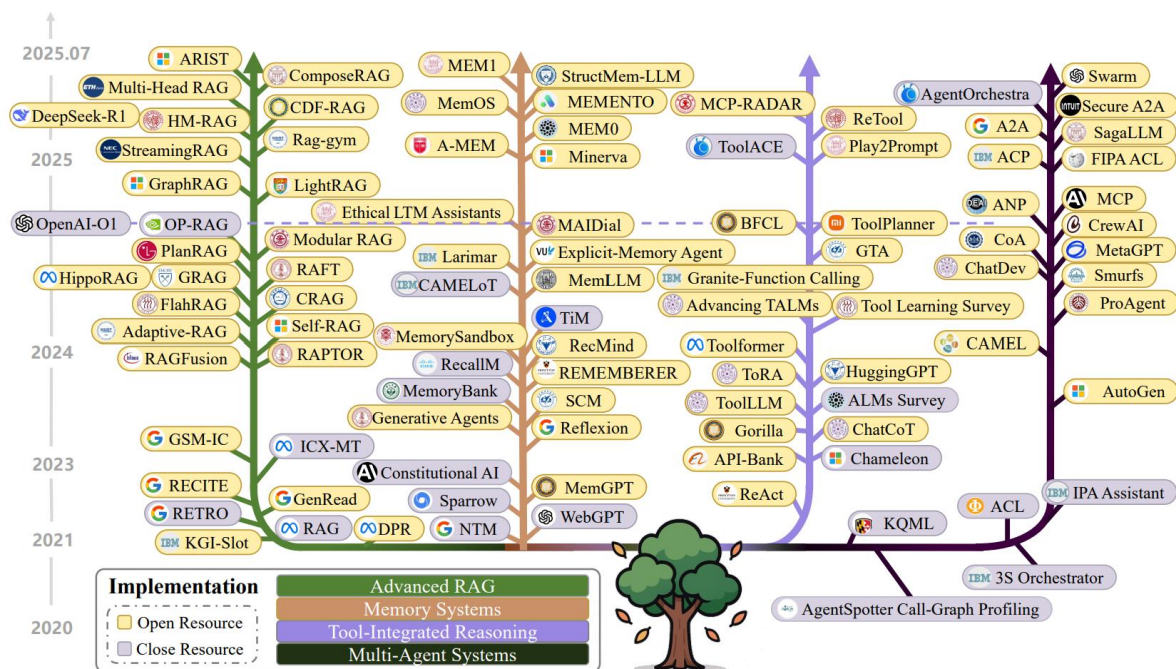 2025.07
2025
2024
2023
2021
2020
ARIST
Multi-Head RAG
DeepSeek-R1
HM-RAG
StreamingRAG
GraphRAG
OpenAI-O1
OP-RAG
PlanRAG
HippoRAG
GRAG
FlahRAG
Adaptive-RAG
RAGFusion
GSM-IC
RECITE
RETRO
KGI-Slot
ComposeRAG
CDF-RAG
Rag-gym
LightRAG
Modular RAG
RAFT
CRAG
Self-RAG
RAPTOR
ICX-MT
GenRead
RAG
DPR
MEM1
MemOS
A-MEM
Ethical LTM Assistants
Larimar
CAMELoT
MemorySandbox
RecallM
MemoryBank
Generative Agents
Constitutional AI
Sparrow
NTM
StructMem-LLM
MEMENTO
MEM0
Minerva
MAIDial
Explicit-Memory Agent
MemLLM
TiM
RecMind
REMEMBERER
SCM
Reflexion
MemGPT
WebGPT
MCP-RADAR
ToolACE
BFCL
Granite-Function Calling
Advancing TALMs
Toolformer
ToRA
ToolLLM
Gorilla
API-Bank
ReAct
ReTool
Play2Prompt
ToolPlanner
GTA
Tool Learning Survey
HuggingGPT
ALMs Survey
ChatCoT
Chameleon
AgentOrchestra
A2A
IBM ACP
ANP
CoA
ChatDev
CAMEL
KQML
ACL
Swarm
Secure A2A
SagaLLM
FIPA ACL
MCP
CrewAI
MetaGPT
Smurfs
ProAgent
AutoGen
IPA Assistant
3S Orchestrator
AgentSpotter Call-Graph Profiling
Implementation
Open Resource
Close Resource
Advanced RAG
Memory Systems
Tool-Integrated Reasoning
Multi-Agent Systems